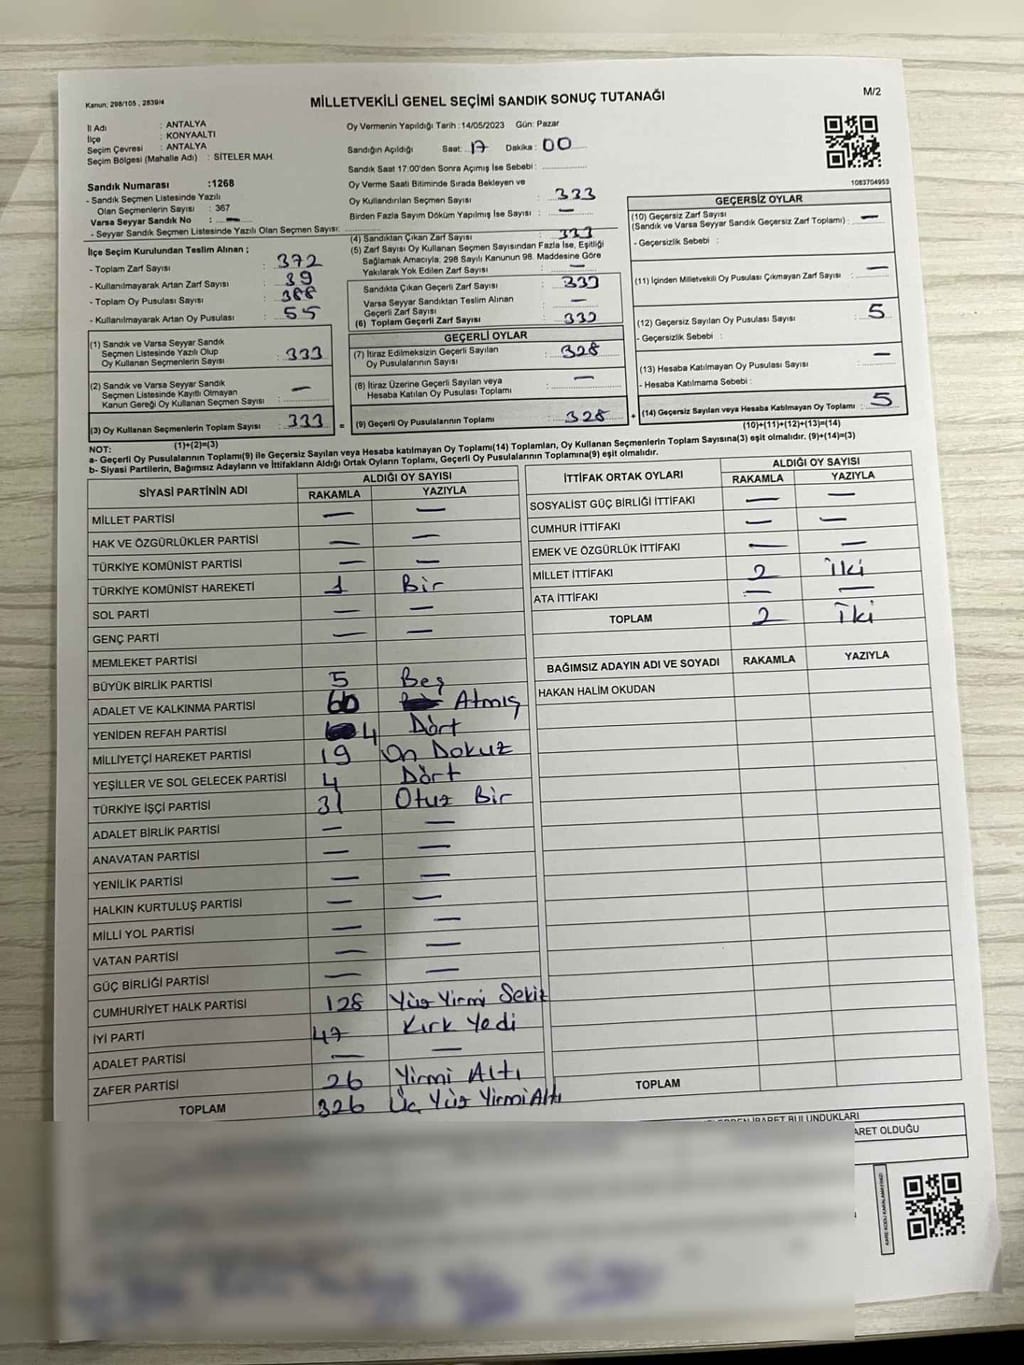 Kanun: 298/105 , 2839/4
MİLLETVEKİLİ GENEL SEÇİMİ SANDIK SONUÇ TUTANAĞI
M/2
İl Adı : ANTALYA
İlçe : KONYAALTI
Seçim Çevresi : ANTALYA
Seçim Bölgesi (Mahalle Adı) : SİTELER MAH.
Oy Vermenin Yapıldığı Tarih : 14/05/2023 Gün: Pazar
Sandığın Açıldığı Saat: 17 Dakika: 00
Sandık Saat 17.00'den Sonra Açımış İse Sebebi :
Sandık Numarası :1268
- Sandık Seçmen Listesinde Yazılı
Olan Seçmenlerin Sayısı : 367
Varsa Seyyar Sandık No : —
- Seyyar Sandık Seçmen Listesinde Yazılı Olan Seçmen Sayısı:
Oy Verme Saati Bitiminde Sırada Bekleyen ve
Oy Kullandırılan Seçmen Sayısı : 333
Birden Fazla Sayım Döküm Yapılmış İse Sayısı : —
1083704953
İlçe Seçim Kurulundan Teslim Alınan ;
- Toplam Zarf Sayısı : 372
- Kullanılmayarak Artan Zarf Sayısı : 39
- Toplam Oy Pusulası Sayısı : 388
- Kullanılmayarak Artan Oy Pusulası : 55
(4) Sandıktan Çıkan Zarf Sayısı : 333
(5) Zarf Sayısı Oy Kullanan Seçmen Sayısından Fazla İse, Eşitliği
Sağlamak Amacıyla, 298 Sayılı Kanunun 98. Maddesine Göre
Yakılarak Yok Edilen Zarf Sayısı : —
Sandıkta Çıkan Geçerli Zarf Sayısı : 333
Varsa Seyyar Sandıktan Teslim Alınan
Geçerli Zarf Sayısı : —
(6) Toplam Geçerli Zarf Sayısı : 333
GEÇERSİZ OYLAR
(10) Geçersiz Zarf Sayısı
(Sandık ve Varsa Seyyar Sandık Geçersiz Zarf Toplamı) : —
- Geçersizlik Sebebi :
(11) İçinden Milletvekili Oy Pusulası Çıkmayan Zarf Sayısı : —
(12) Geçersiz Sayılan Oy Pusulası Sayısı : 5
- Geçersizlik Sebebi :
(13) Hesaba Katılmayan Oy Pusulası Sayısı : —
- Hesaba Katılmama Sebebi :
(14) Geçersiz Sayılan veya Hesaba Katılmayan Oy Toplamı : 5
(10)+(11)+(12)+(13)=(14)
(1) Sandık ve Varsa Seyyar Sandık
Seçmen Listesinde Yazılı Olup
Oy Kullanan Seçmenlerin Sayısı : 333
(2) Sandık ve Varsa Seyyar Sandık
Seçmen Listesinde Kayıtlı Olmayan
Kanun Gereği Oy Kullanan Seçmen Sayısı : —
(3) Oy Kullanan Seçmenlerin Toplam Sayısı : 333
(1)+(2)=(3)
GEÇERLİ OYLAR
(7) İtiraz Edilmeksizin Geçerli Sayılan
Oy Pusulalarının Sayısı : 328
(8) İtiraz Üzerine Geçerli Sayılan veya
Hesaba Katılan Oy Pusulası Toplamı : —
= (9) Geçerli Oy Pusulalarının Toplamı : 328 +
NOT:
a- Geçerli Oy Pusulalarının Toplamı(9) ile Geçersiz Sayılan veya Hesaba katılmayan Oy Toplamı(14) Toplamları, Oy Kullanan Seçmenlerin Toplam Sayısına(3) eşit olmalıdır. (9)+(14)=(3)
b- Siyasi Partilerin, Bağımsız Adayların ve İttifakların Aldığı Ortak Oyların Toplamı, Geçerli Oy Pusulalarının Toplamına(9) eşit olmalıdır.
SİYASİ PARTİNİN ADI
ALDIĞI OY SAYISI
RAKAMLA YAZIYLA
MİLLET PARTİSİ — —
HAK VE ÖZGÜRLÜKLER PARTİSİ — —
TÜRKİYE KOMÜNİST PARTİSİ — —
TÜRKİYE KOMÜNİST HAREKETİ 1 Bir
SOL PARTİ — —
GENÇ PARTİ — —
MEMLEKET PARTİSİ
BÜYÜK BİRLİK PARTİSİ 5 Beş
ADALET VE KALKINMA PARTİSİ 60 Atmış
YENİDEN REFAH PARTİSİ 4 Dört
MİLLİYETÇİ HAREKET PARTİSİ 19 On Dokuz
YEŞİLLER VE SOL GELECEK PARTİSİ 4 Dört
TÜRKİYE İŞÇİ PARTİSİ 31 Otuz Bir
ADALET BİRLİK PARTİSİ — —
ANAVATAN PARTİSİ — —
YENİLİK PARTİSİ — —
HALKIN KURTULUŞ PARTİSİ — —
MİLLİ YOL PARTİSİ — —
VATAN PARTİSİ — —
GÜÇ BİRLİĞİ PARTİSİ — —
CUMHURİYET HALK PARTİSİ 128 Yüz Yirmi Sekiz
İYİ PARTİ 47 Kırk Yedi
ADALET PARTİSİ — —
ZAFER PARTİSİ 26 Yirmi Altı
TOPLAM 326 Üç Yüz Yirmi Altı
İTTİFAK ORTAK OYLARI
ALDIĞI OY SAYISI
RAKAMLA YAZIYLA
SOSYALİST GÜÇ BİRLİĞİ İTTİFAKI — —
CUMHUR İTTİFAKI — —
EMEK VE ÖZGÜRLÜK İTTİFAKI — —
MİLLET İTTİFAKI 2 İki
ATA İTTİFAKI — —
TOPLAM 2 İki
BAĞIMSIZ ADAYIN ADI VE SOYADI RAKAMLA YAZIYLA
HAKAN HALİM OKUDAN
TOPLAM
İBARET BULUNDUKLARI
OLDUĞU